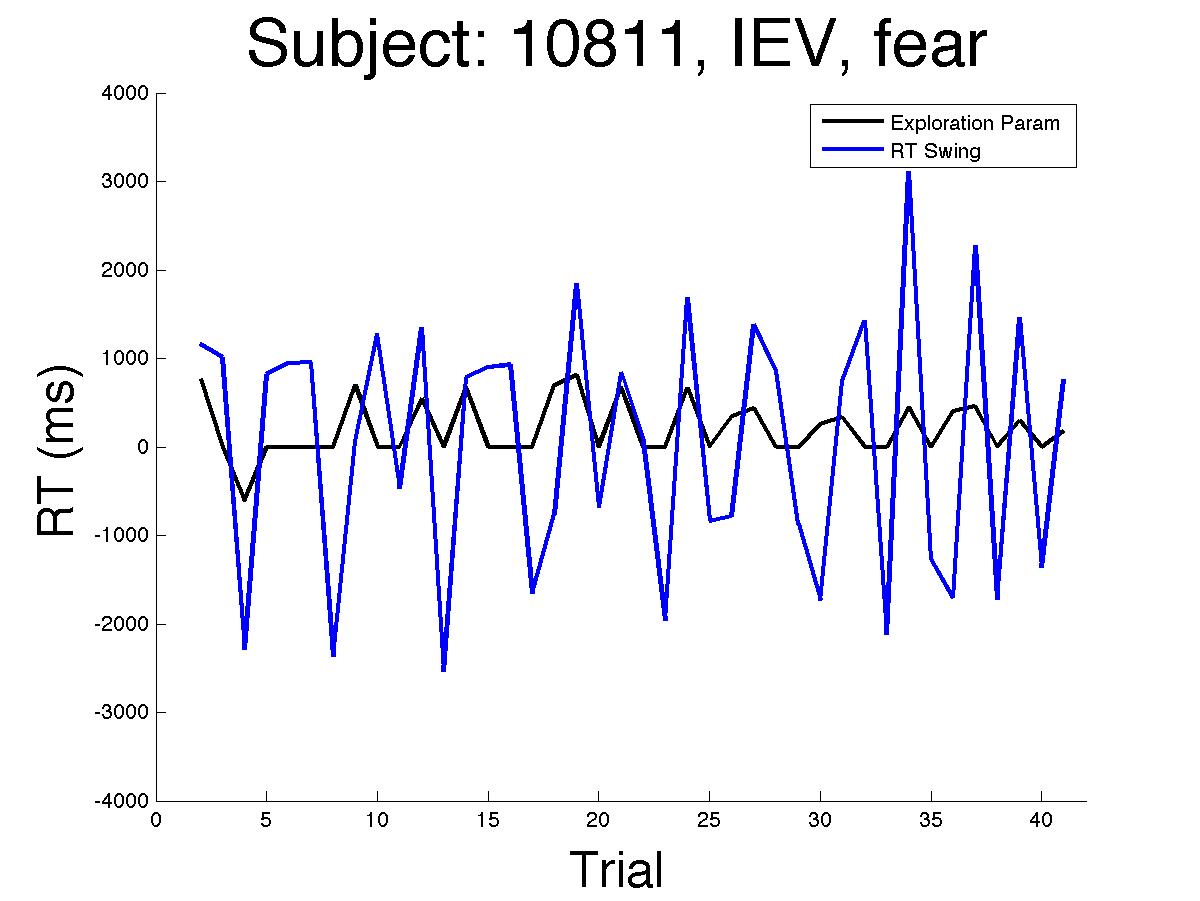 Subject: 10811, IEV, fear
Exploration Param
RT Swing
4000
3000
2000
1000
0
-1000
-2000
-3000
-4000
RT (ms)
0 5 10 15 20 25 30 35 40
Trial